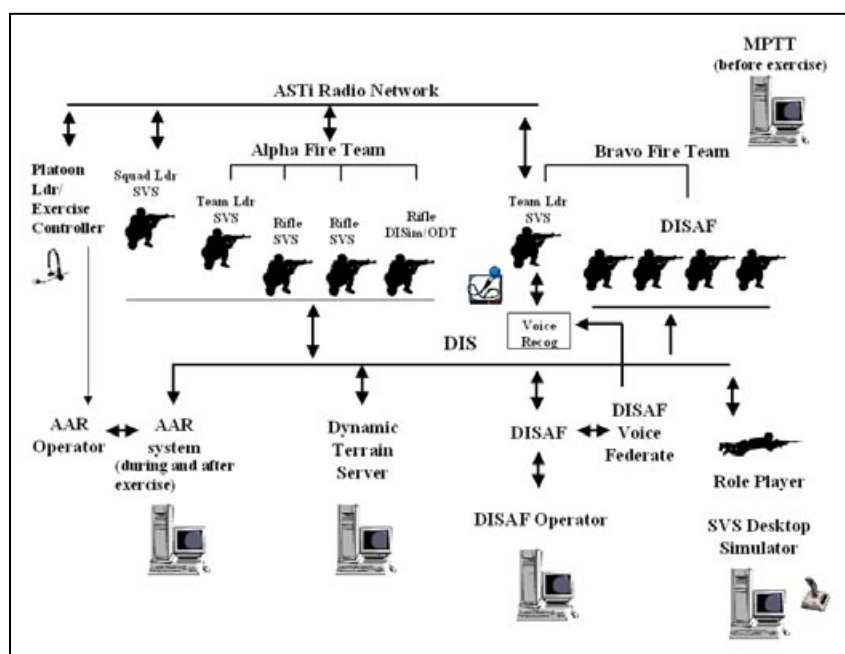 MPTT
(before exercise)
ASTi Radio Network
Alpha Fire Team
Bravo Fire Team
Platoon
Ldr/
Exercise
Controller
Squad Ldr
SVS
Team Ldr
SVS
Rifle
SVS
Rifle
SVS
Rifle
DISim/ODT
Team Ldr
SVS
DISAF
Voice
Recog
DIS
AAR
Operator
AAR
system
(during and after
exercise)
Dynamic
Terrain
Server
DISAF
DISAF
Voice
Federate
Role Player
DISAF Operator
SVS Desktop
Simulator